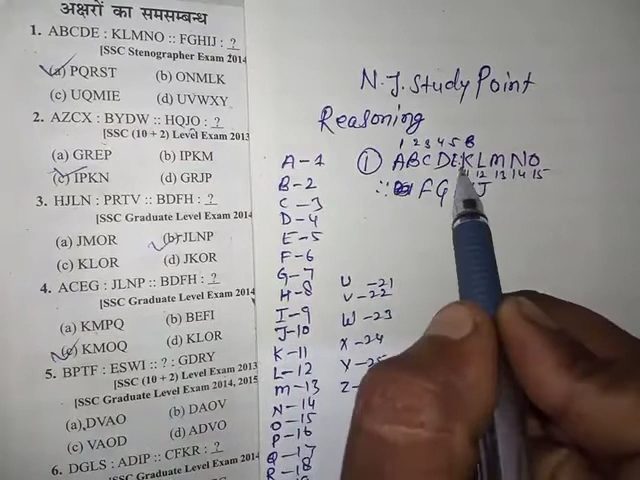 अक्षरों का समसम्बन्ध
1. ABCDE : KLMNO :: FGHIJ : ?
[SSC Stenographer Exam 2014
(a) PQRST (b) ONMLK
(c) UQMIE (d) UVWXY
2. AZCX : BYDW :: HQJO : ?
[SSC (10 + 2) Level Exam 2013
(a) GREP (b) IPKM
(c) IPKN (d) GRJP
3. HJLN : PRTV :: BDFH : ?
[SSC Graduate Level Exam 2014
(a) JMOR (b) JLNP
(c) KLOR (d) JKOR
4. ACEG : JLNP :: BDFH : ?
[SSC Graduate Level Exam 2014
(a) KMPQ (b) BEFI
(c) KMOQ (d) KLOR
5. BPTF : ESWI :: ? : GDRY
[SSC (10 + 2) Level Exam 2013
[SSC Graduate Level Exam 2014, 2015
(a) DVAO (b) DAOV
(c) VAOD (d) ADVO
6. DGLS : ADIP :: CFKR : ?
[SSC Graduate Level Exam 2014
N.J. Study Point
Reasoning
1 2 3 4 5
① ABCDE KLMNO
12 13 14 15
∴ FG J
A-1
B-2
C-3
D-4
E-5
F-6
G-7
H-8
I-9
J-10
K-11
L-12
M-13
N-14
O-15
P-16
Q-17
R-18
U-21
V-22
W-23
X-24
Y-25
Z-